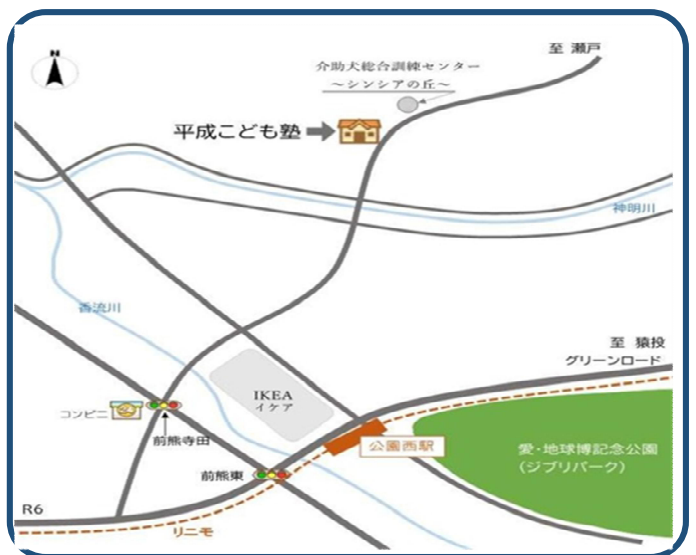 N
至 瀬戸
介助犬総合訓練センター
～シンシアの丘～
平成こども塾
神明川
香流川
至 猿投
グリーンロード
IKEA
イケア
コンビニ
前熊寺田
公園西駅
愛・地球博記念公園
(ジブリパーク)
前熊東
R6
リニモ